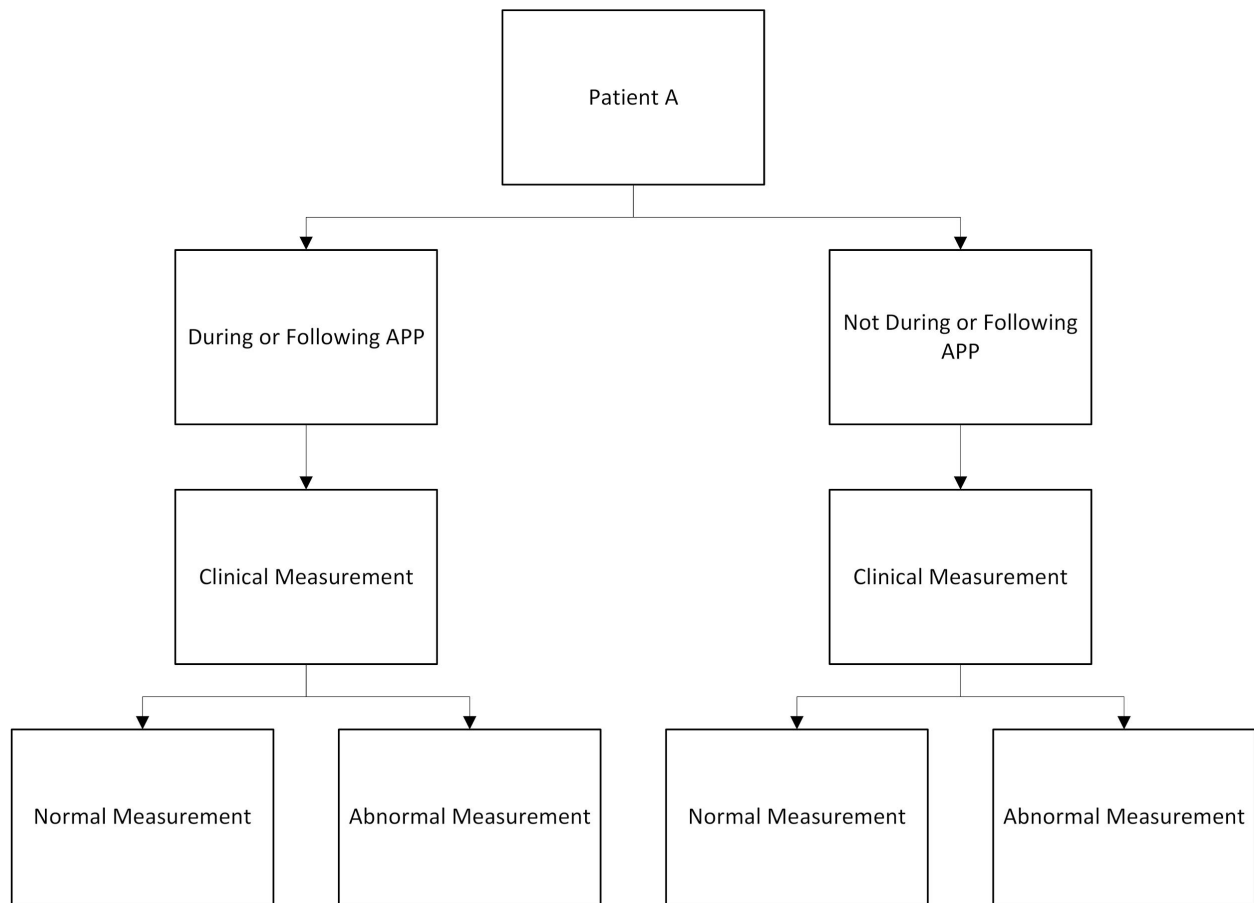 Patient A
During or Following APP
Not During or Following
APP
Clinical Measurement
Clinical Measurement
Normal Measurement
Abnormal Measurement
Normal Measurement
Abnormal Measurement